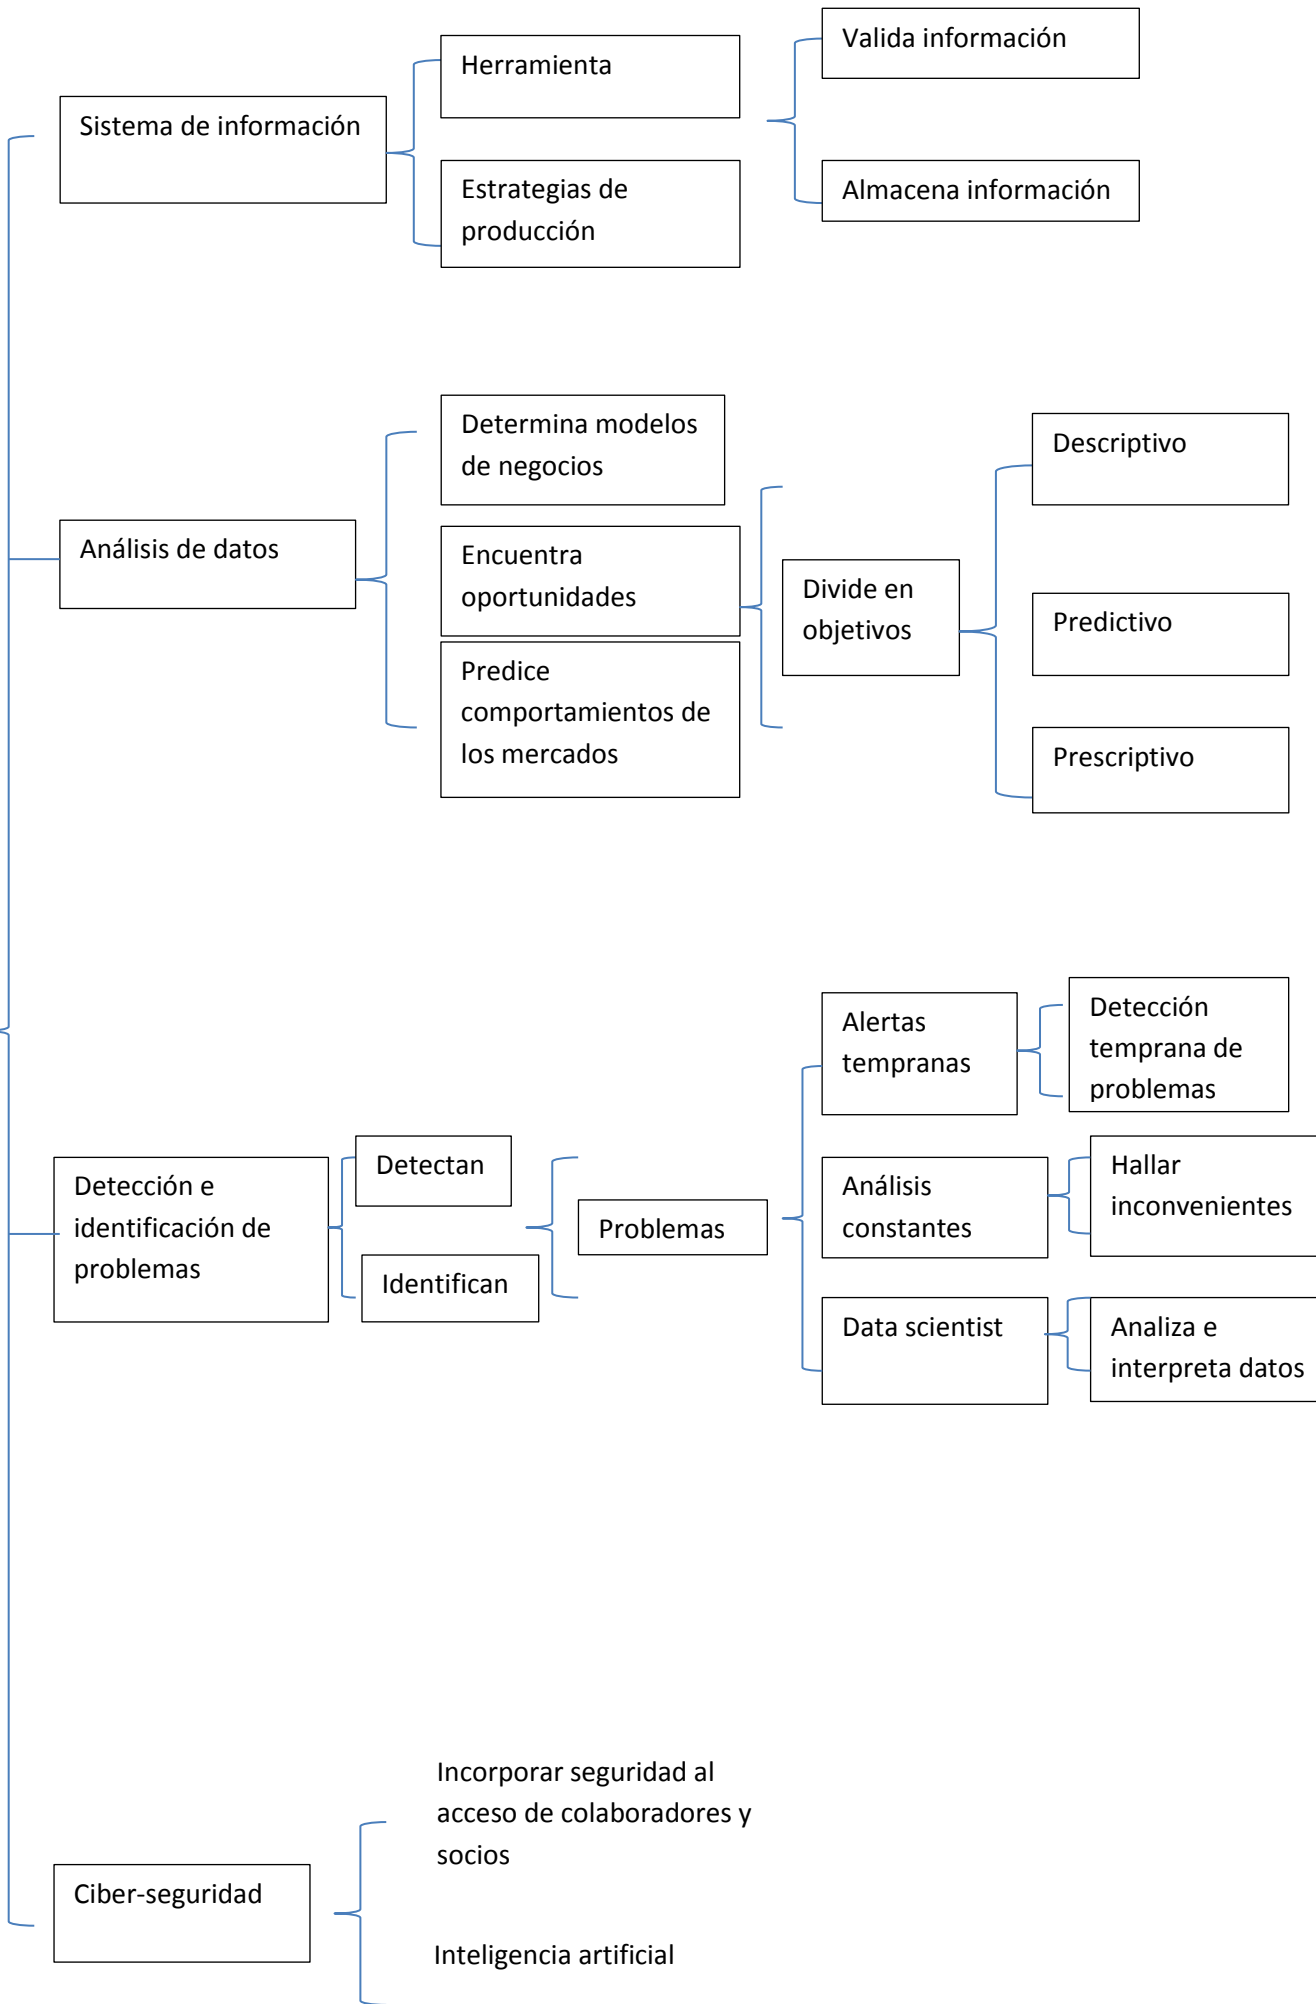 Sistema de información
Herramienta
Estrategias de
producción
Valida información
Almacena información
Análisis de datos
Determina modelos
de negocios
Encuentra
oportunidades
Predice
comportamientos de
los mercados
Divide en
objetivos
Descriptivo
Predictivo
Prescriptivo
Detección e
identificación de
problemas
Detectan
Identifican
Problemas
Alertas
tempranas
Detección
temprana de
problemas
Análisis
constantes
Hallar
inconvenientes
Data scientist
Analiza e
interpreta datos
Ciber-seguridad
Incorporar seguridad al
acceso de colaboradores y
socios
Inteligencia artificial